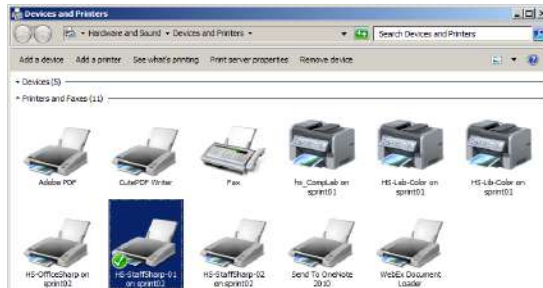 Devices and Printers
Hardware and Sound Devices and Printers
Search Devices and Printers
Add a device Add a printer See what's printing Print server properties Remove device
Devices (5)
Printers and Faxes (11)
Adobe PDF
CutePDF Writer
Fax
hs_CompLab on
sprint01
HS-Lab-Color on
sprint01
HS-Lib-Color on
sprint01
HS-OfficeSharp on
sprint02
HS-StaffSharp-01
on sprint02
HS-StaffSharp-02
on sprint02
Send To OneNote
2010
WebEx Document
Loader